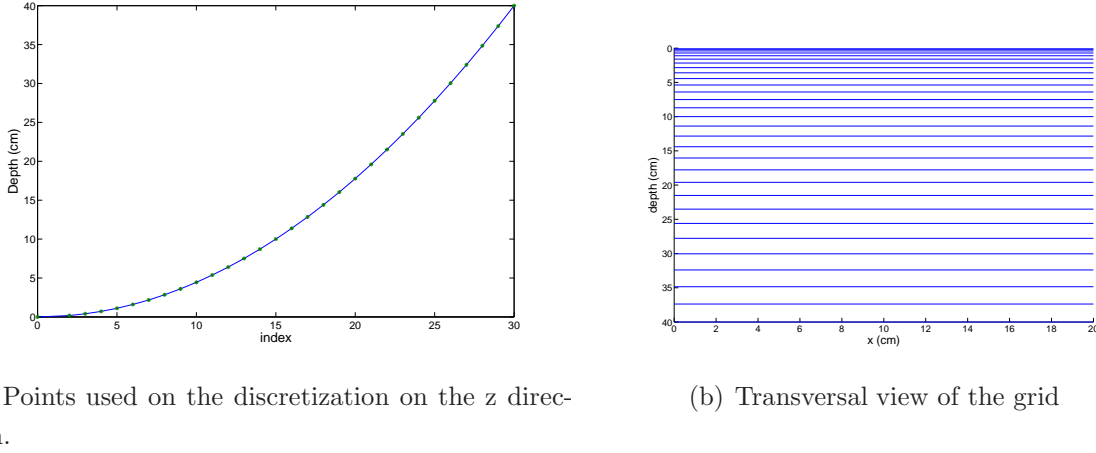 40
35
30
25
20
15
10
5
0
Depth (cm)
0 5 10 15 20 25 30
index
0
5
10
15
20
25
30
35
40
depth (cm)
0 2 4 6 8 10 12 14 16 18 20
x (cm)
Points used on the discretization on the z direc-
(b) Transversal view of the grid